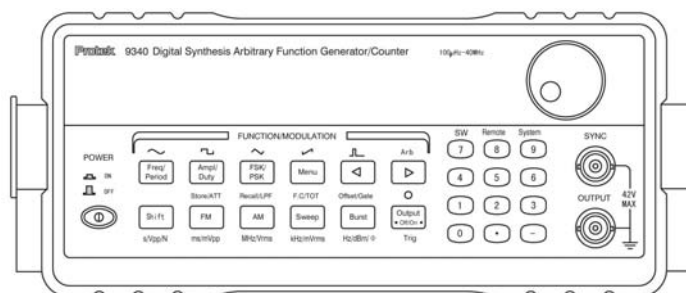 Protek 9340 Digital Synthesis Arbitrary Function Generator/Counter 100μHz-40MHz
FUNCTION/MODULATION
SW Remote System SYNC
Arb
POWER
ON
OFF
Freq/Period Ampl/Duty FSK/PSK Menu
7 8 9
Store/ATT Recall/LPF F.C/TOT Offset/Gate
4 5 6
Shift FM AM Sweep Burst Output
• Off/On •
1 2 3
OUTPUT
42V
MAX
s/Vpp/N ms/mVpp MHz/Vrms kHz/mVrms Hz/dBm/Φ Trig
0 • −